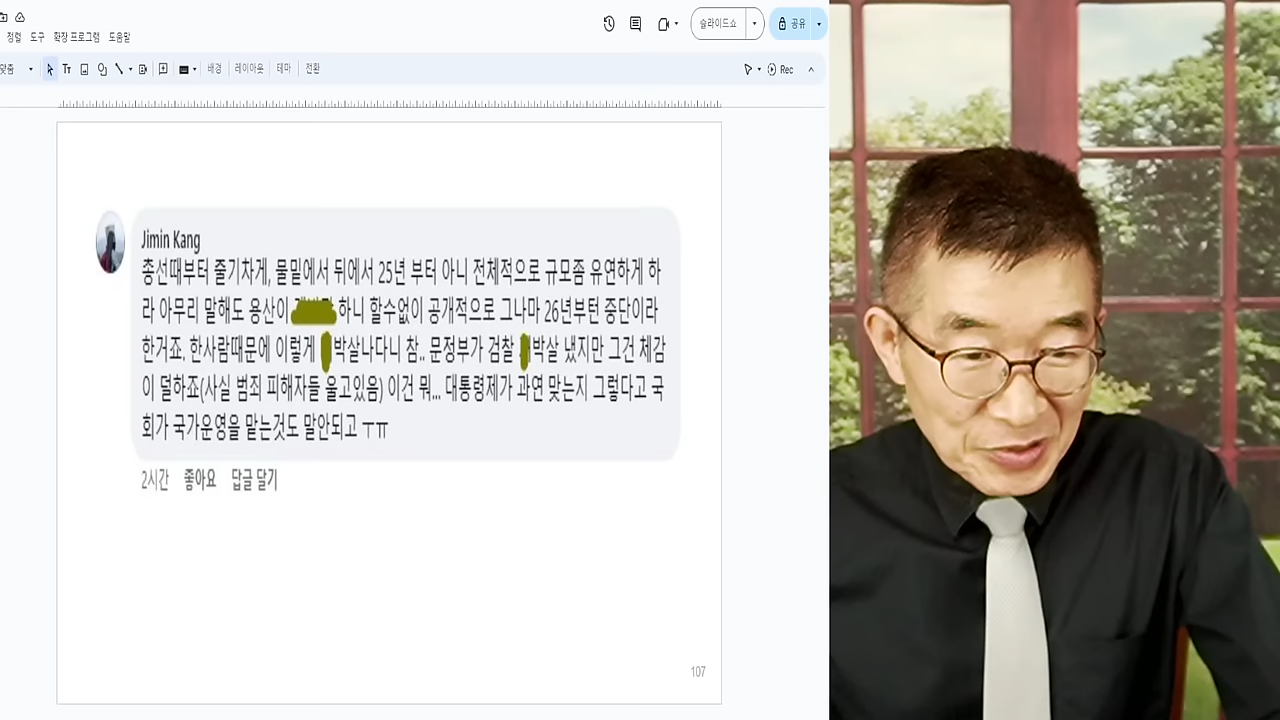 정렬 도구 확장 프로그램 도움말
슬라이드쇼
공유
맞춤
Tт
배경 레이아웃 테마 전환
Rec
Jimin Kang
총선때부터 줄기차게, 물밑에서 뒤에서 25년 부터 아니 전체적으로 규모좀 유연하게 하
라 아무리 말해도 용산이 하니 할수없이 공개적으로 그나마 26년부턴 중단이라
한거죠, 한사람때문에 이렇게 박살나다니 참.. 문정부가 검찰 박살 냈지만 그건 체감
이 덜하죠(사실 범죄 피해자들 울고있음) 이건 뭐... 대통령제가 과연 맞는지 그렇다고 국
회가 국가운영을 맡는것도 말안되고 ㅜㅠ
2시간 좋아요 답글 달기
107